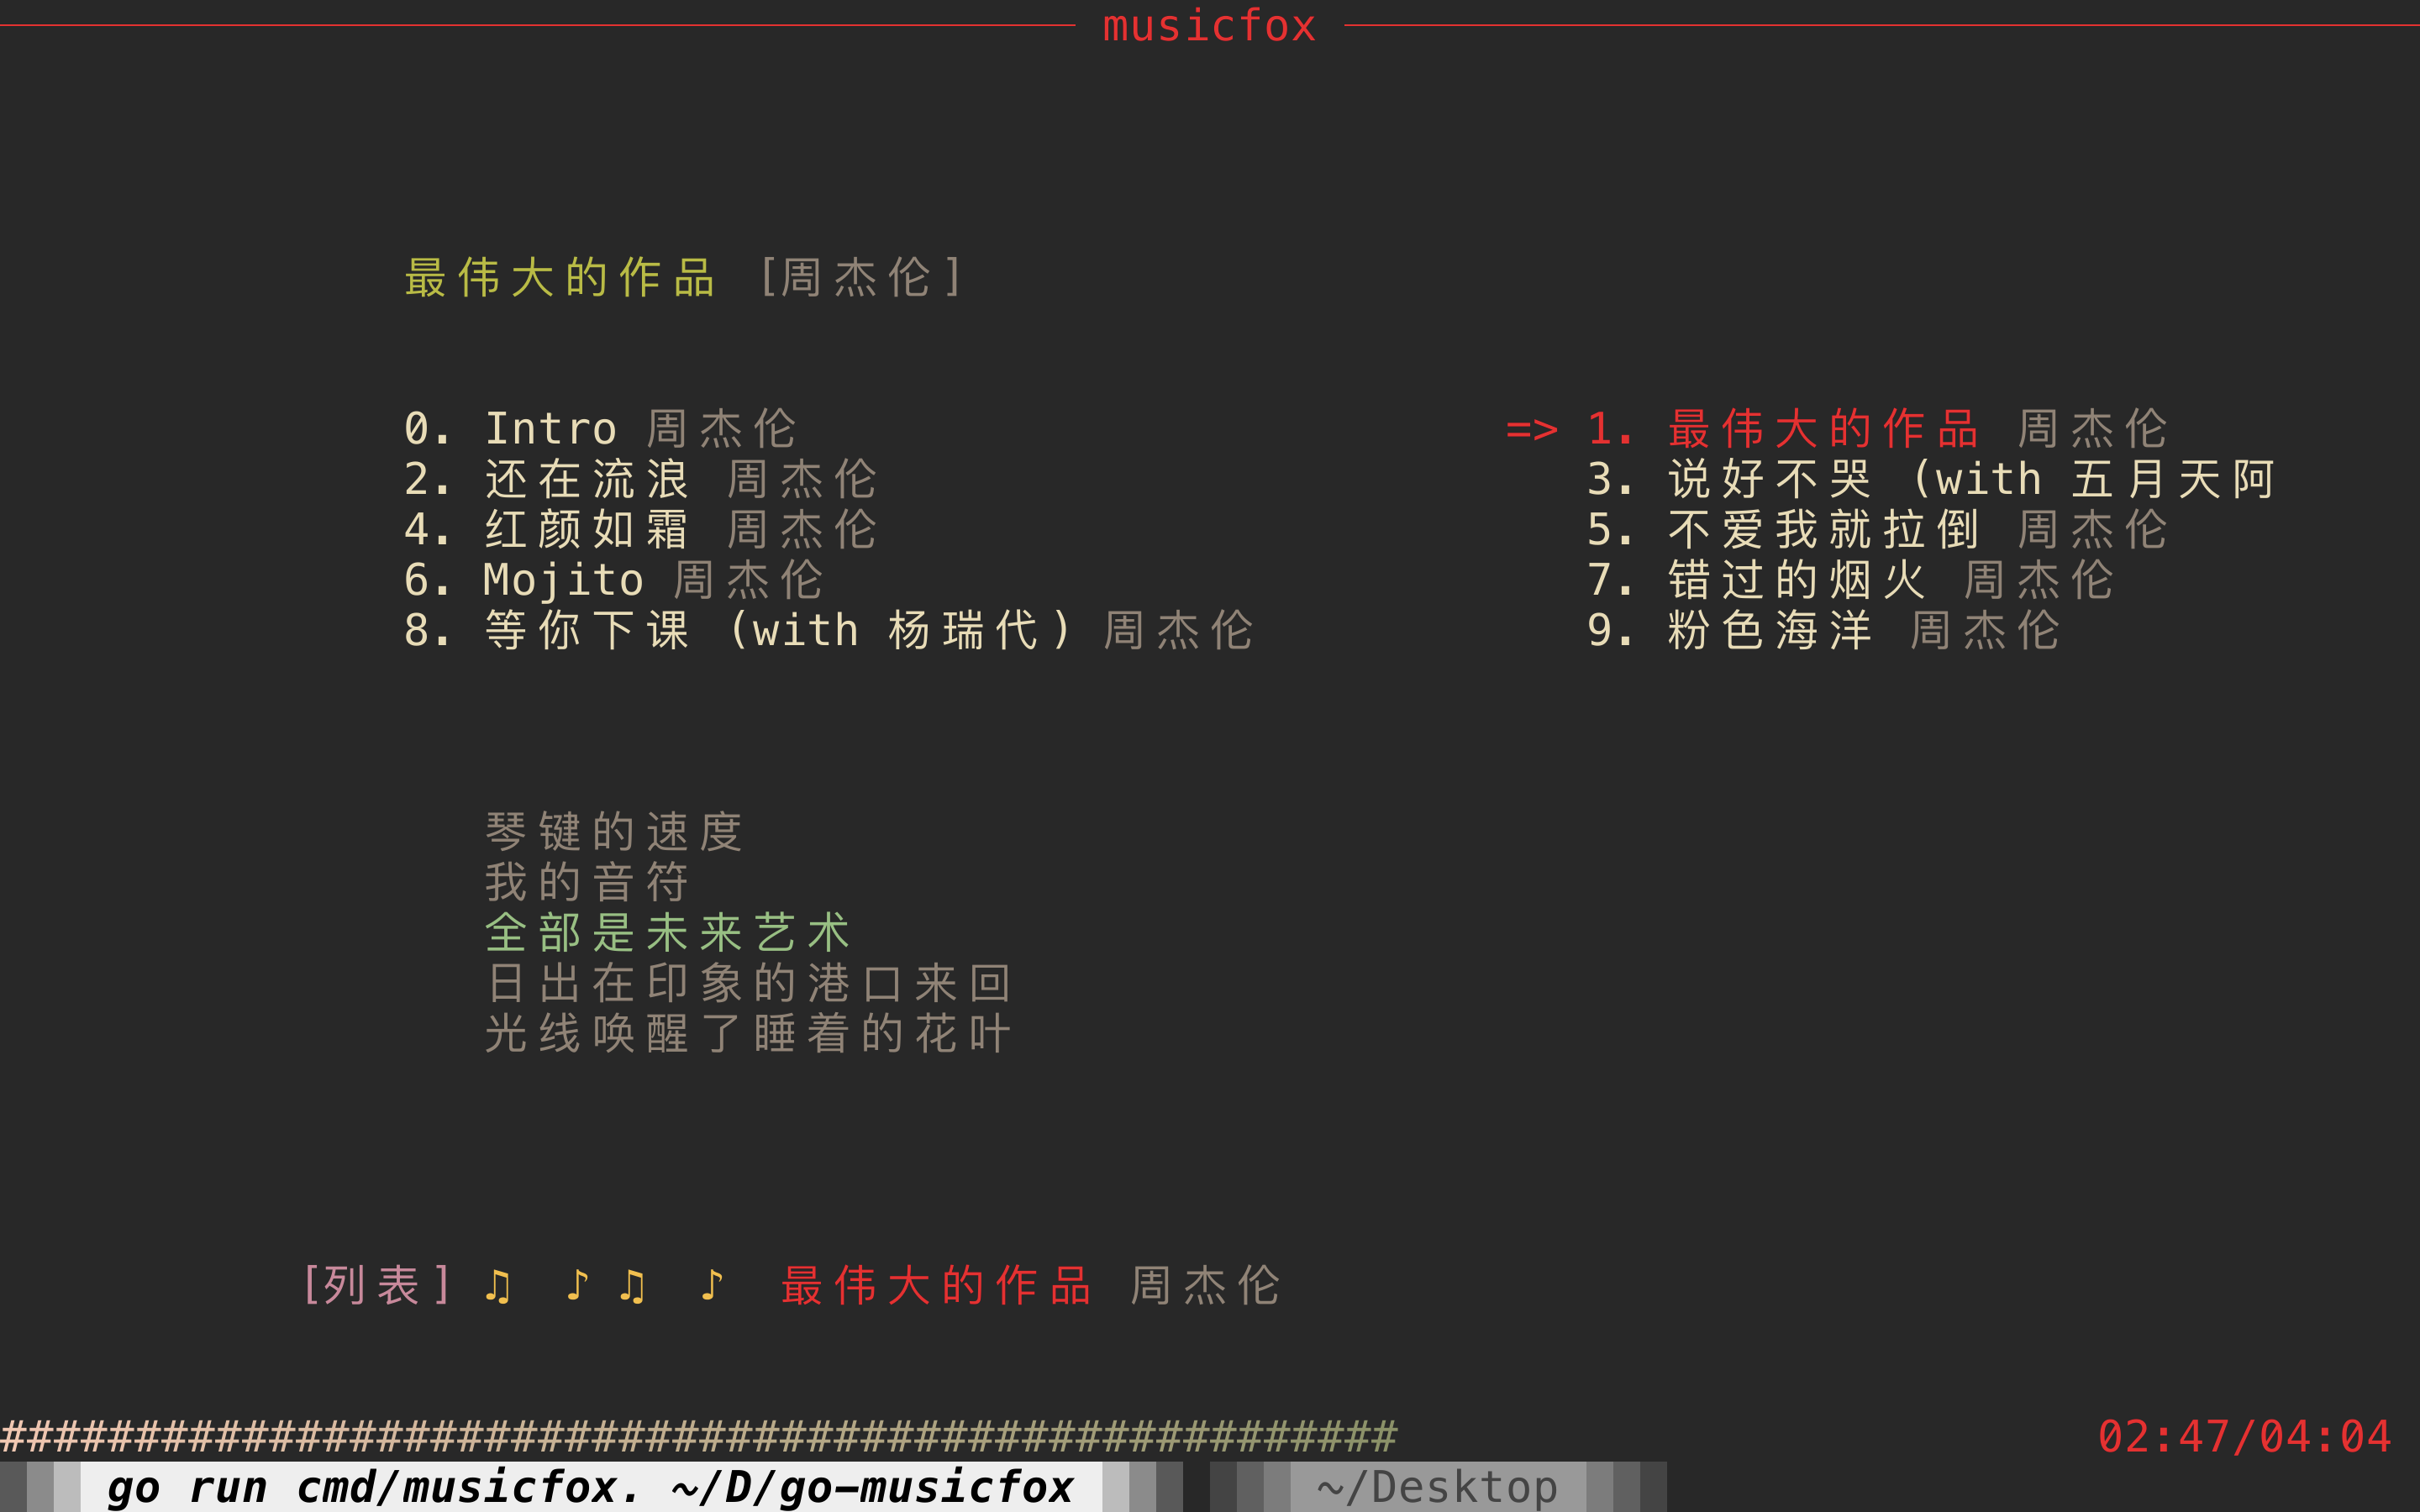 musicfox
最伟大的作品 [周杰伦]
0. Intro 周杰伦 => 1. 最伟大的作品 周杰伦
2. 还在流浪 周杰伦 3. 说好不哭 (with 五月天阿
4. 红颜如霜 周杰伦 5. 不爱我就拉倒 周杰伦
6. Mojito 周杰伦 7. 错过的烟火 周杰伦
8. 等你下课 (with 杨瑞代) 周杰伦 9. 粉色海洋 周杰伦
琴键的速度
我的音符
全部是未来艺术
日出在印象的港口来回
光线唤醒了睡着的花叶
[列表] ♫ ♪ ♫ ♪ 最伟大的作品 周杰伦
#################################################### 02:47/04:04
go run cmd/musicfox. ~/D/go-musicfox ~/Desktop